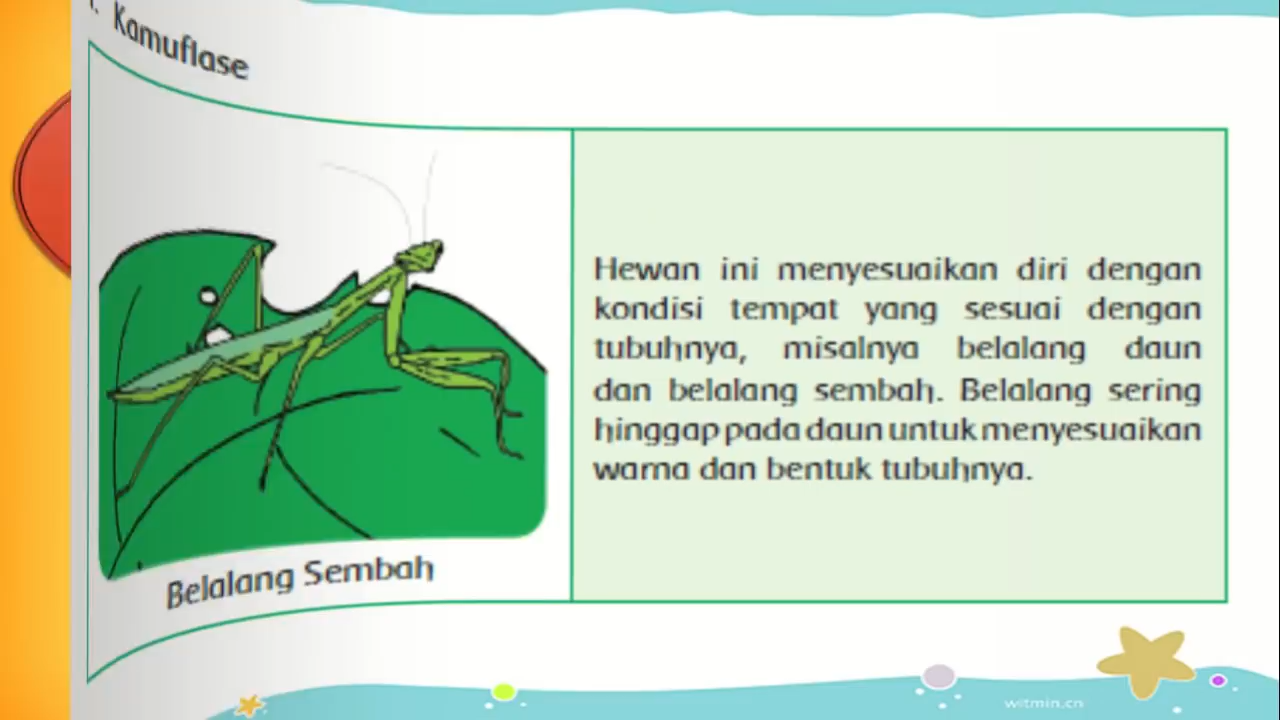 Kamuflase
Hewan ini menyesuaikan diri dengan
kondisi tempat yang sesuai dengan
tubuhnya, misalnya belalang daun
dan belalang sembah. Belalang sering
hinggap pada daun untuk menyesuaikan
warna dan bentuk tubuhnya.
Belalang Sembah
witmin.cn